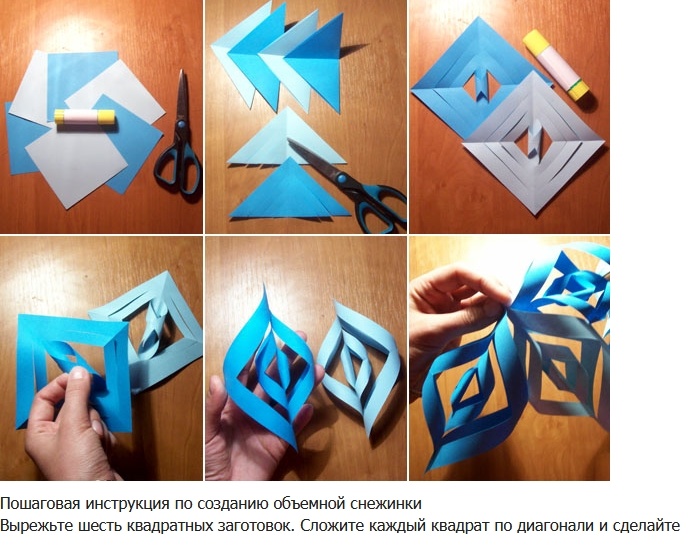 Пошаговая инструкция по созданию объемной снежинки
Вырежьте шесть квадратных заготовок. Сложите каждый квадрат по диагонали и сделайте